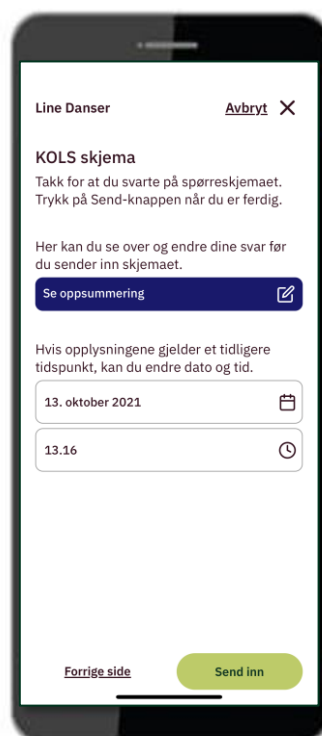 Line Danser
Avbryt
KOLS skjema
Takk for at du svarte på spørreskjemaet.
Trykk på Send-knappen når du er ferdig.
Her kan du se over og endre dine svar før
du sender inn skjemaet.
Se oppsummering
Hvis opplysningene gjelder et tidligere
tidspunkt, kan du endre dato og tid.
13. oktober 2021
13.16
Forrige side
Send inn